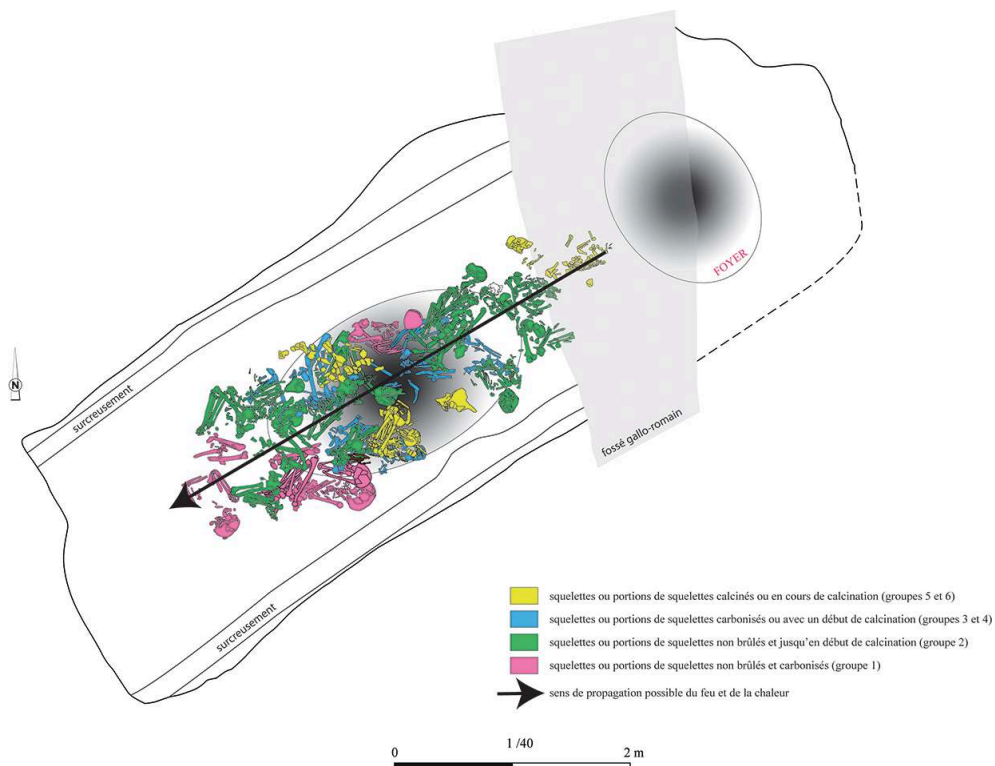 FOYER
N
surcreusement
fossé gallo-romain
surcreusement
squelettes ou portions de squelettes calcinés ou en cours de calcination (groupes 5 et 6)
squelettes ou portions de squelettes carbonisés ou avec un début de calcination (groupes 3 et 4)
squelettes ou portions de squelettes non brûlés et jusqu'en début de calcination (groupe 2)
squelettes ou portions de squelettes non brûlés et carbonisés (groupe 1)
sens de propagation possible du feu et de la chaleur
1 /40
0 2 m